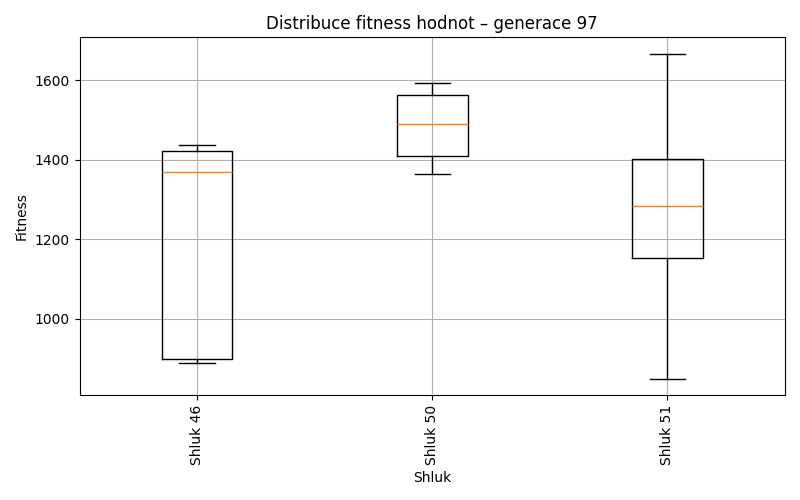 Distribuce fitness hodnot – generace 97
1600
1400
1200
1000
Fitness
Shluk 46
Shluk 50
Shluk 51
Shluk